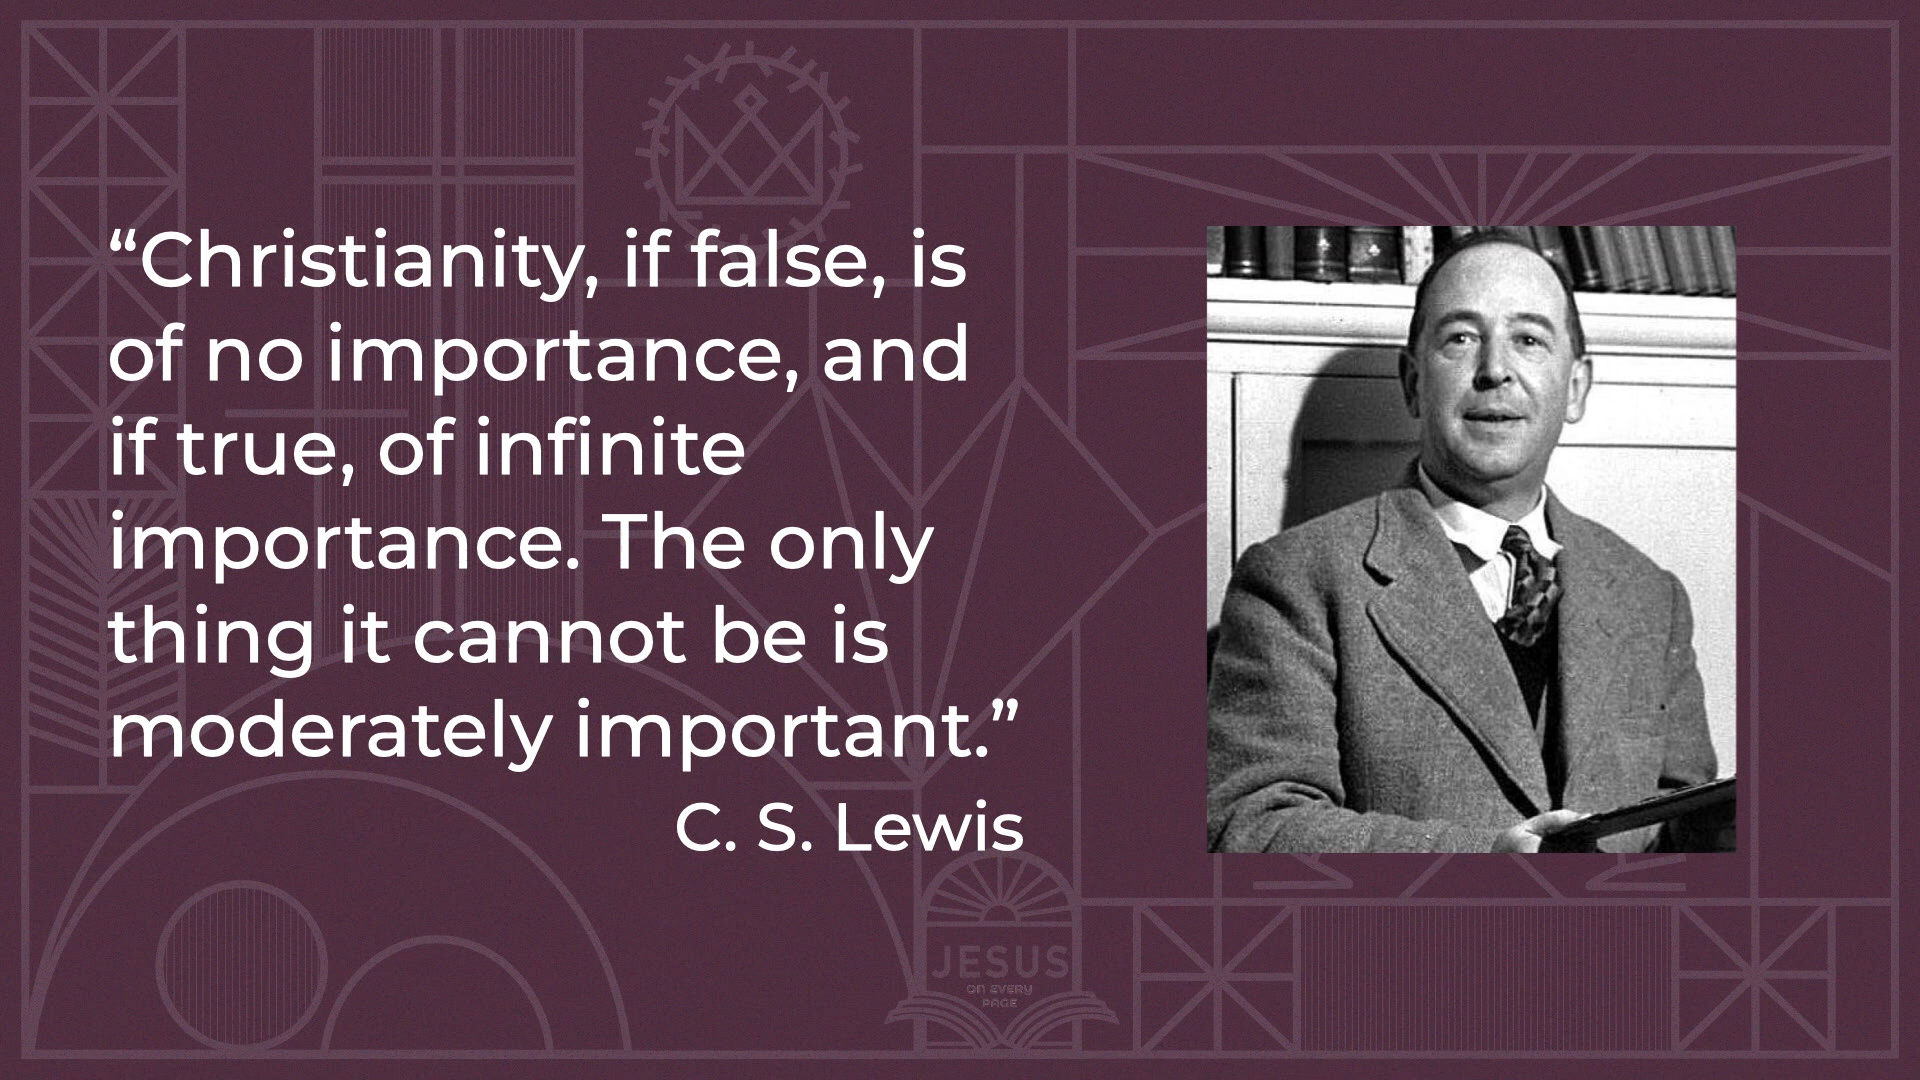 “Christianity, if false, is
of no importance, and
if true, of infinite
importance. The only
thing it cannot be is
moderately important.”
C. S. Lewis
JESUS
ON EVERY
PAGE